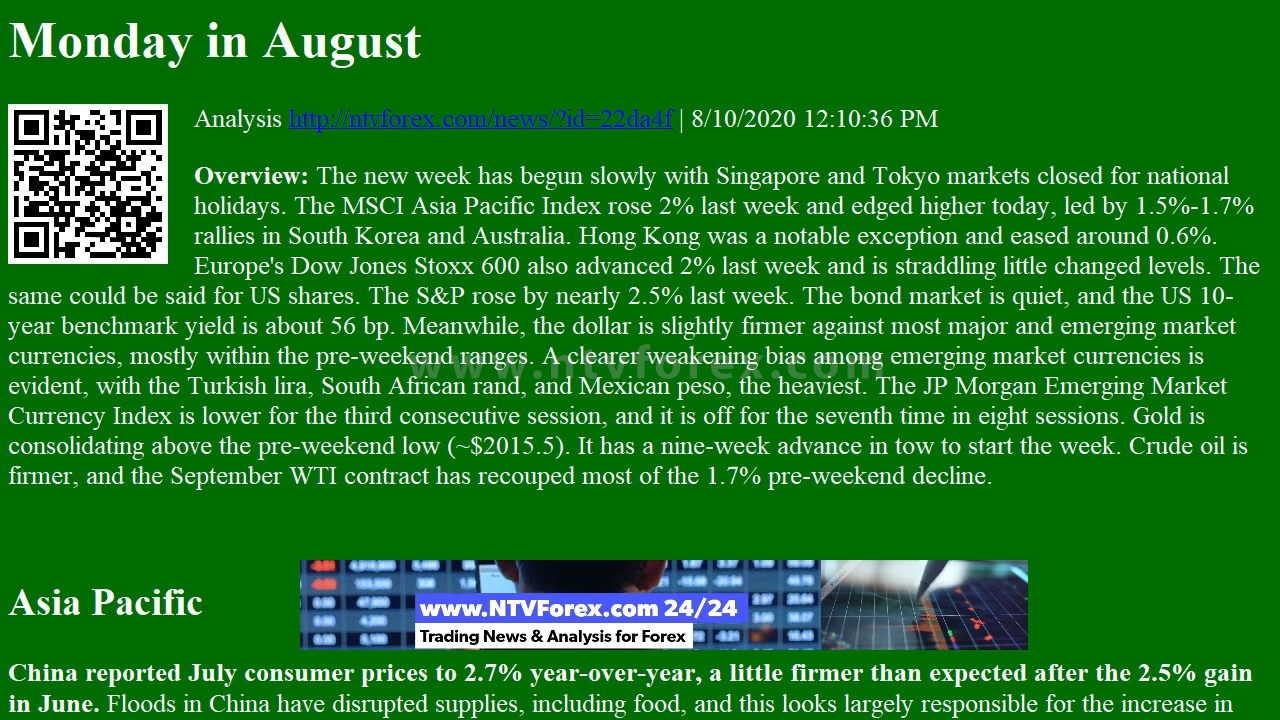 Monday in August
Analysis http://ntvforex.com/news/?id=22da4f | 8/10/2020 12:10:36 PM
Overview: The new week has begun slowly with Singapore and Tokyo markets closed for national
holidays. The MSCI Asia Pacific Index rose 2% last week and edged higher today, led by 1.5%-1.7%
rallies in South Korea and Australia. Hong Kong was a notable exception and eased around 0.6%.
Europe's Dow Jones Stoxx 600 also advanced 2% last week and is straddling little changed levels. The
same could be said for US shares. The S&P rose by nearly 2.5% last week. The bond market is quiet, and the US 10-
year benchmark yield is about 56 bp. Meanwhile, the dollar is slightly firmer against most major and emerging market
currencies, mostly within the pre-weekend ranges. A clearer weakening bias among emerging market currencies is
www.ntvforex.com
evident, with the Turkish lira, South African rand, and Mexican peso, the heaviest. The JP Morgan Emerging Market
Currency Index is lower for the third consecutive session, and it is off for the seventh time in eight sessions. Gold is
consolidating above the pre-weekend low (~$2015.5). It has a nine-week advance in tow to start the week. Crude oil is
firmer, and the September WTI contract has recouped most of the 1.7% pre-weekend decline.
Asia Pacific
www.NTVForex.com 24/24
Trading News & Analysis for Forex
China reported July consumer prices to 2.7% year-over-year, a little firmer than expected after the 2.5% gain
in June. Floods in China have disrupted supplies, including food, and this looks largely responsible for the increase in